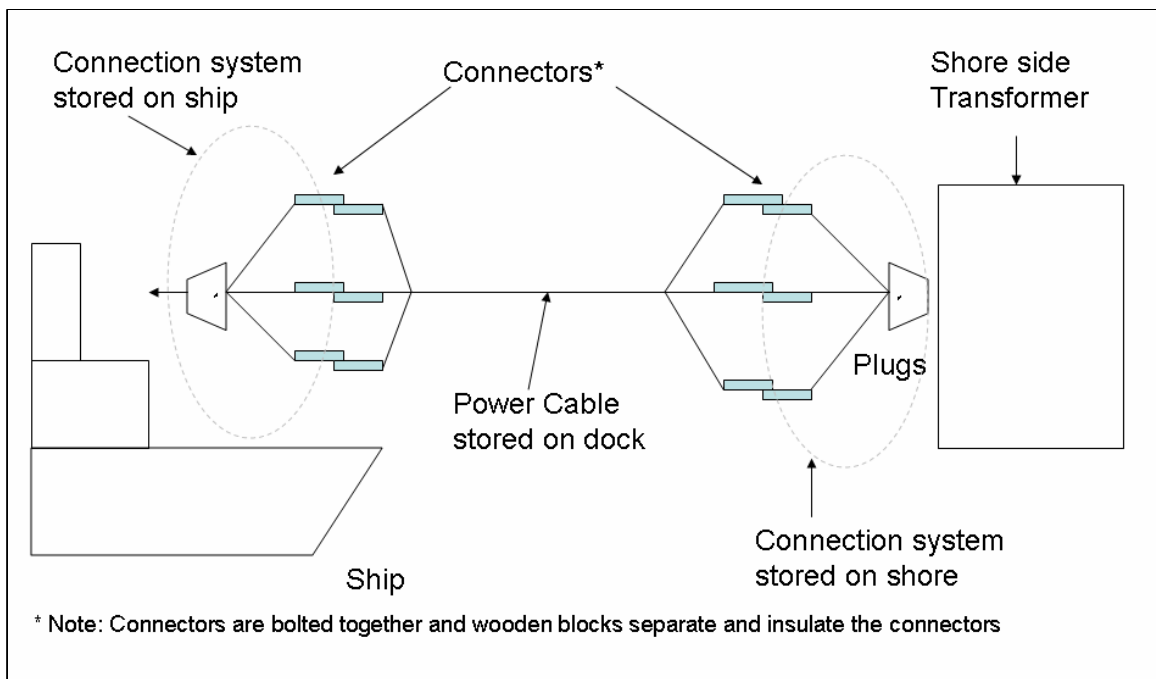 Connection system
stored on ship
Connectors*
Shore side
Transformer
Plugs
Power Cable
stored on dock
Connection system
stored on shore
Ship
* Note: Connectors are bolted together and wooden blocks separate and insulate the connectors